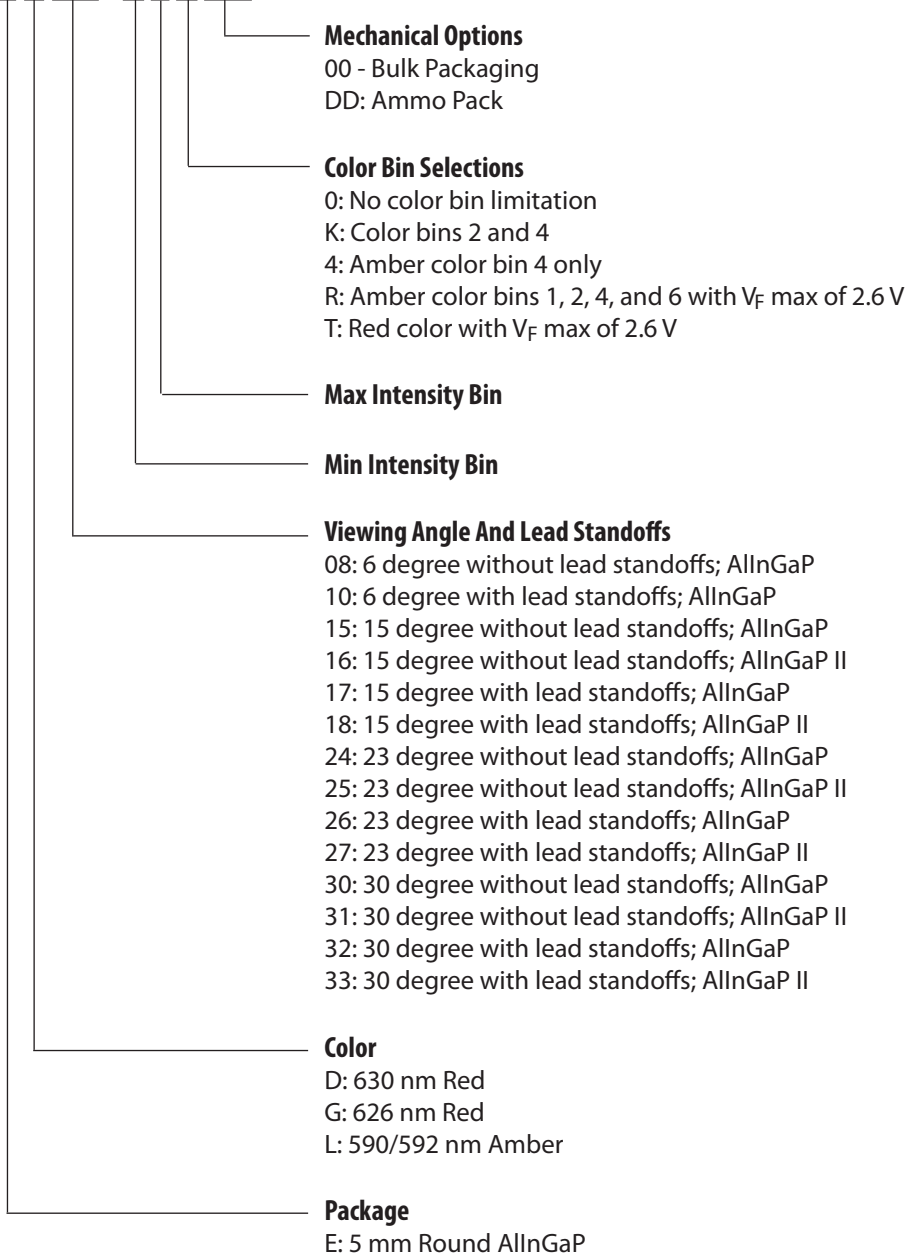 Mechanical Options
00 - Bulk Packaging
DD: Ammo Pack
Color Bin Selections
0: No color bin limitation
K: Color bins 2 and 4
4: Amber color bin 4 only
R: Amber color bins 1, 2, 4, and 6 with VF max of 2.6 V
T: Red color with VF max of 2.6 V
Max Intensity Bin
Min Intensity Bin
Viewing Angle And Lead Standoffs
08: 6 degree without lead standoffs; AlInGaP
10: 6 degree with lead standoffs; AlInGaP
15: 15 degree without lead standoffs; AlInGaP
16: 15 degree without lead standoffs; AlInGaP II
17: 15 degree with lead standoffs; AlInGaP
18: 15 degree with lead standoffs; AlInGaP II
24: 23 degree without lead standoffs; AlInGaP
25: 23 degree without lead standoffs; AlInGaP II
26: 23 degree with lead standoffs; AlInGaP
27: 23 degree with lead standoffs; AlInGaP II
30: 30 degree without lead standoffs; AlInGaP
31: 30 degree without lead standoffs; AlInGaP II
32: 30 degree with lead standoffs; AlInGaP
33: 30 degree with lead standoffs; AlInGaP II
Color
D: 630 nm Red
G: 626 nm Red
L: 590/592 nm Amber
Package
E: 5 mm Round AlInGaP